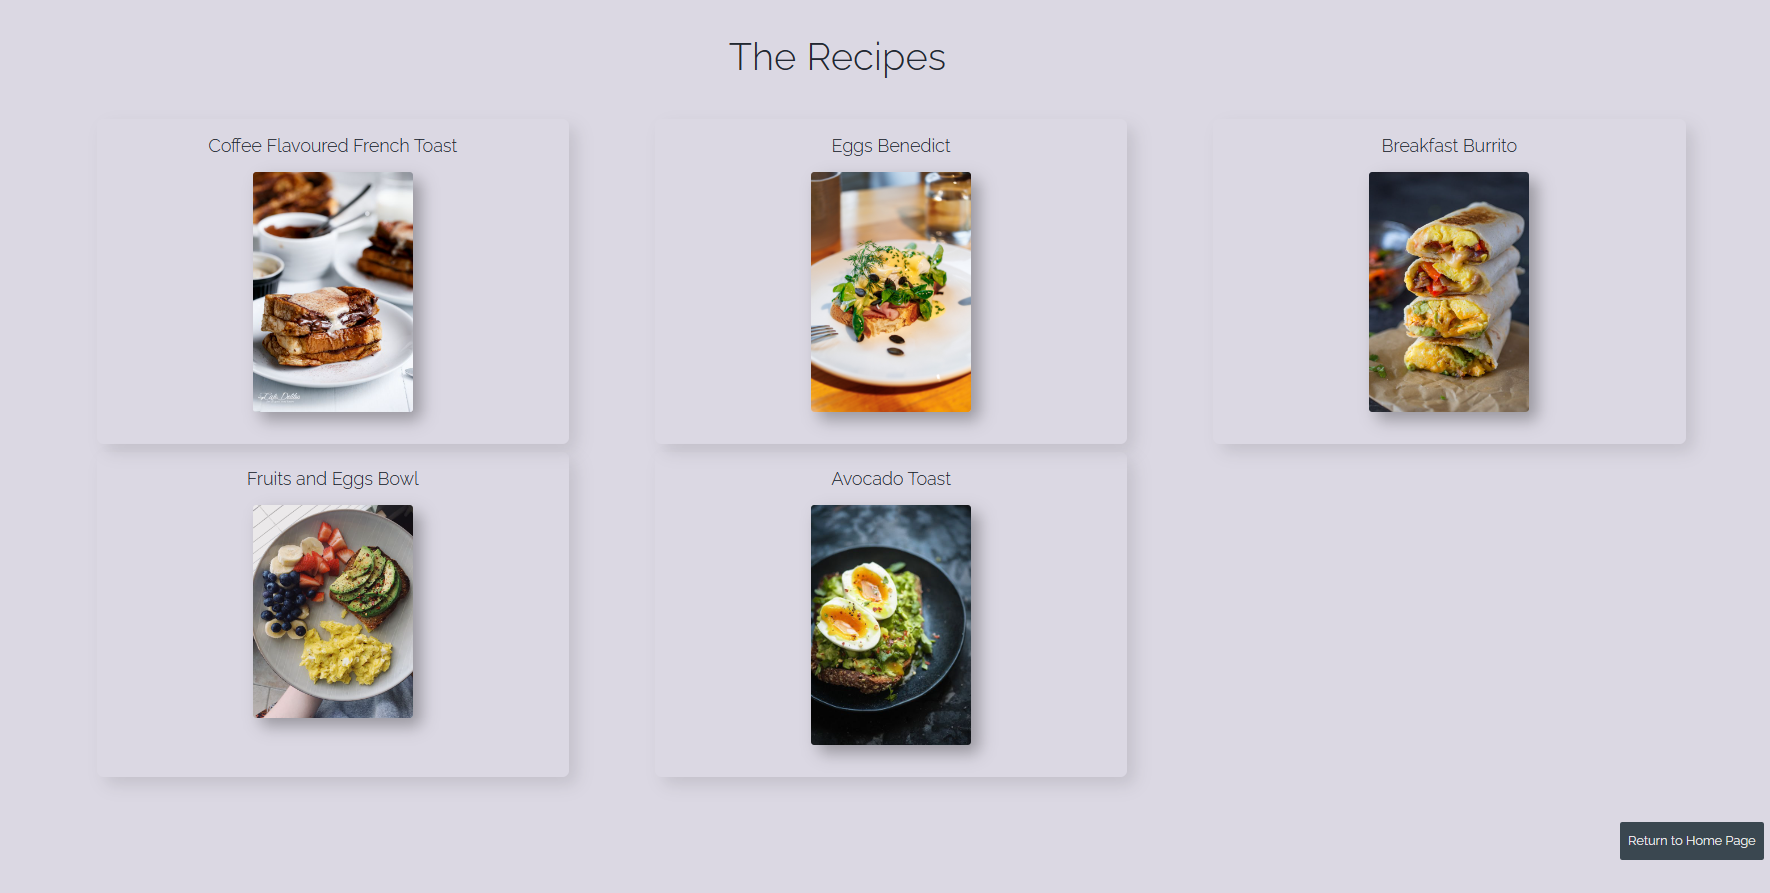 The Recipes
Coffee Flavoured French Toast
Eggs Benedict
Breakfast Burrito
Fruits and Eggs Bowl
Avocado Toast
Return to Home Page